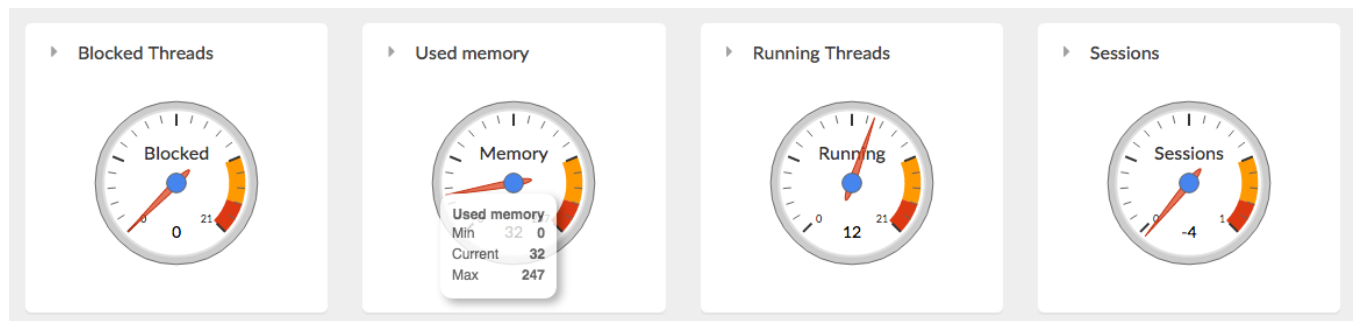 Blocked Threads
Used memory
Running Threads
Sessions
Blocked
0
21
0
Memory
32
Used memory
Min 0
Current 32
Max 247
Running
0
21
12
Sessions
0
1
-4